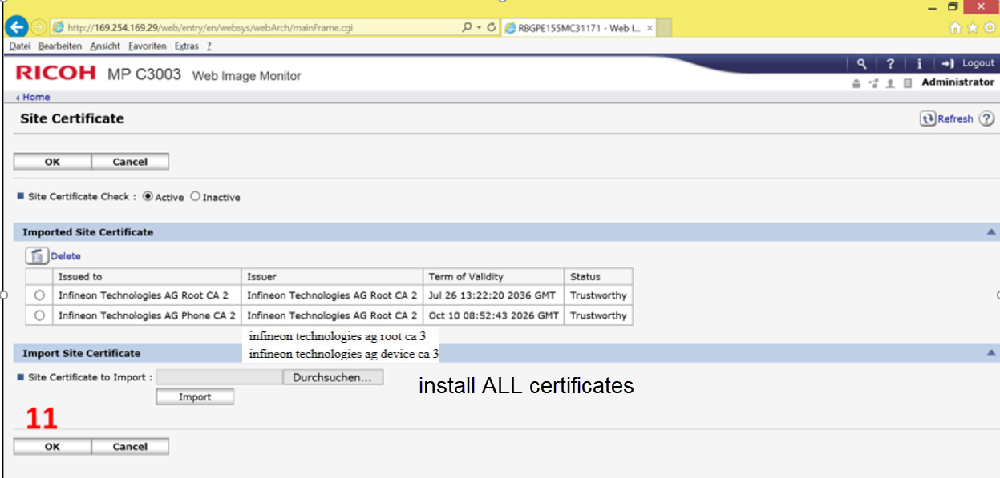 http://169.254.169.29/web/entry/en/websys/webArch/mainFrame.cgi
RBGPE155MC31171 - Web I...
Datei Bearbeiten Ansicht Favoriten Extras ?
RICOH MP C3003 Web Image Monitor
? i Logout
Administrator
Home
Site Certificate
Refresh ?
OK Cancel
Site Certificate Check : Active Inactive
Imported Site Certificate
Delete
Issued to Issuer Term of Validity Status
Infineon Technologies AG Root CA 2 Infineon Technologies AG Root CA 2 Jul 26 13:22:20 2036 GMT Trustworthy
Infineon Technologies AG Phone CA 2 Infineon Technologies AG Root CA 2 Oct 10 08:52:43 2026 GMT Trustworthy
infineon technologies ag root ca 3
infineon technologies ag device ca 3
Import Site Certificate
Site Certificate to Import : Durchsuchen...
install ALL certificates
Import
11
OK Cancel